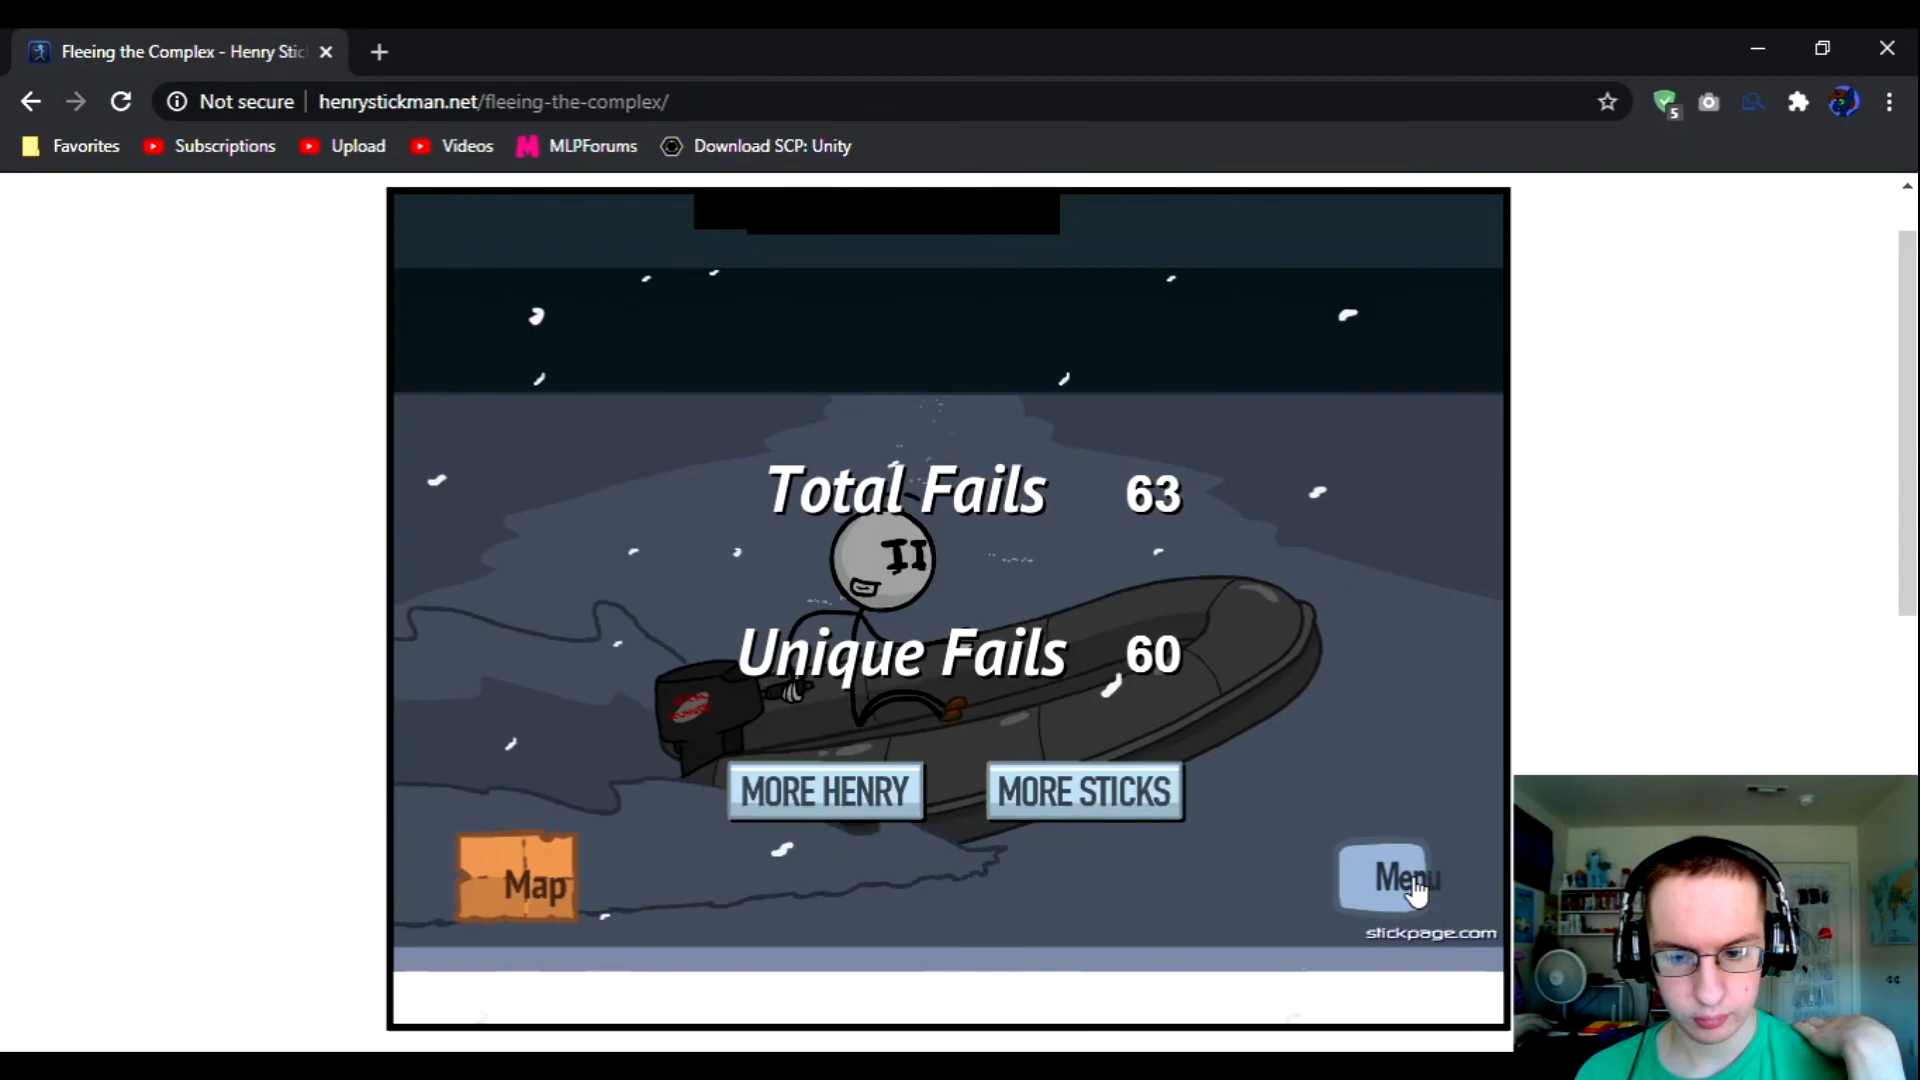 Fleeing the Complex - Henry Stic
Not secure henrystickman.net/fleeing-the-complex/
5
Favorites Subscriptions Upload Videos MLPForums Download SCP: Unity
Total Fails 63
Unique Fails 60
MORE HENRY MORE STICKS
Map Menu
stickpage.com